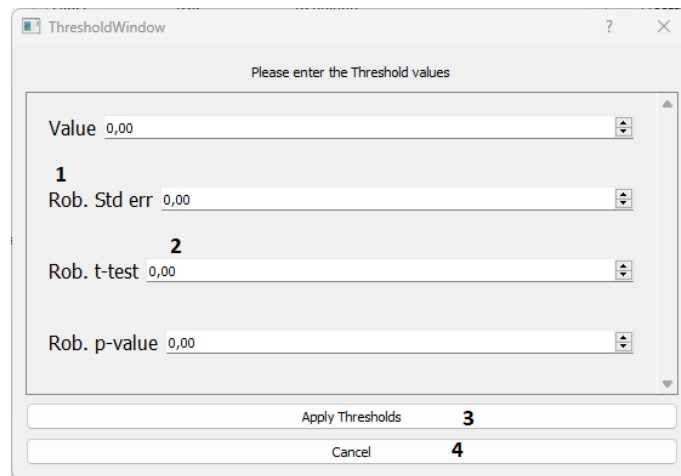 ThresholdWindow ?
Please enter the Threshold values
Value 0,00
1
Rob. Std err 0,00
2
Rob. t-test 0,00
Rob. p-value 0,00
Apply Thresholds 3
Cancel 4